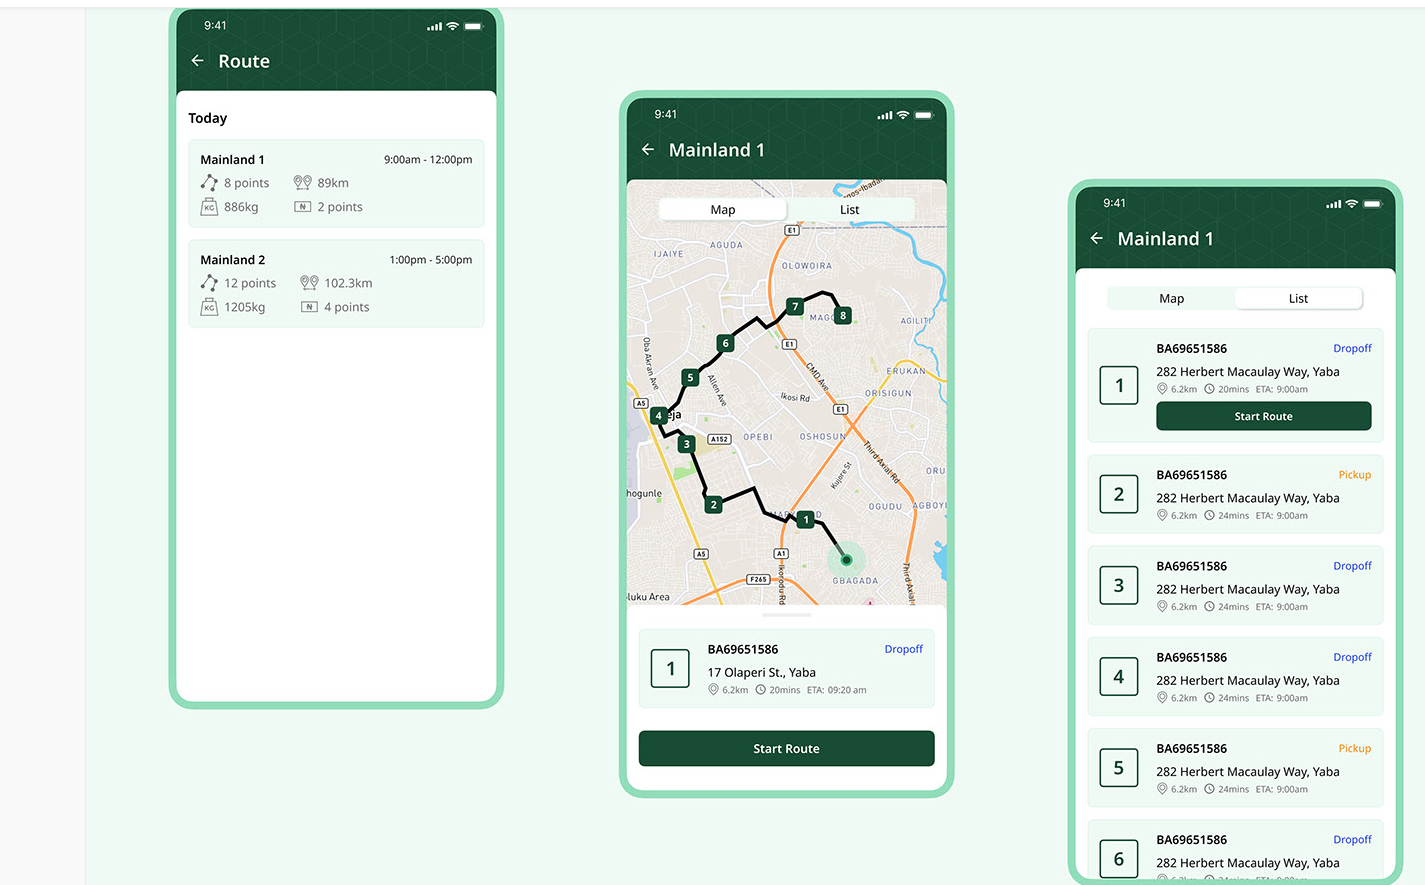 9:41
Route
Today
Mainland 1 9:00am - 12:00pm
8 points 89km
KG 886kg N 2 points
Mainland 2 1:00pm - 5:00pm
12 points 102.3km
KG 1205kg N 4 points
9:41
Mainland 1
Map List
E1
AGUDA
IJAIYE
OLOWOIRA
7
MAGO 8
AGILITI
Oba Akran Ave
6
E1
CMD Ave
ERUKAN
5
Allen Ave
Ikosi Rd
ORISIGUN
A5
E1
4 eja
3
A152
OPEBI
OSHOSUN
Third Axial Rd
Kujore St
ORU
hogunle
2
OGUDU
AGBOYI
1
A5
A1
GBAGADA
F265
Ikorodu Rd
Third Axial
luku Area
1
BA69651586 Dropoff
17 Olaperi St., Yaba
6.2km 20mins ETA: 09:20 am
Start Route
9:41
Mainland 1
Map List
1
BA69651586 Dropoff
282 Herbert Macaulay Way, Yaba
6.2km 20mins ETA: 9:00am
Start Route
2
BA69651586 Pickup
282 Herbert Macaulay Way, Yaba
6.2km 24mins ETA: 9:00am
3
BA69651586 Dropoff
282 Herbert Macaulay Way, Yaba
6.2km 24mins ETA: 9:00am
4
BA69651586 Dropoff
282 Herbert Macaulay Way, Yaba
6.2km 24mins ETA: 9:00am
5
BA69651586 Pickup
282 Herbert Macaulay Way, Yaba
6.2km 24mins ETA: 9:00am
6
BA69651586 Dropoff
282 Herbert Macaulay Way, Yaba